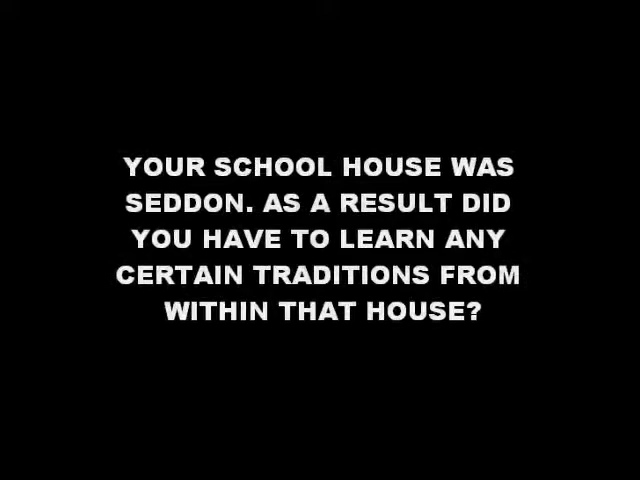 YOUR SCHOOL HOUSE WAS
SEDDON. AS A RESULT DID
YOU HAVE TO LEARN ANY
CERTAIN TRADITIONS FROM
WITHIN THAT HOUSE?